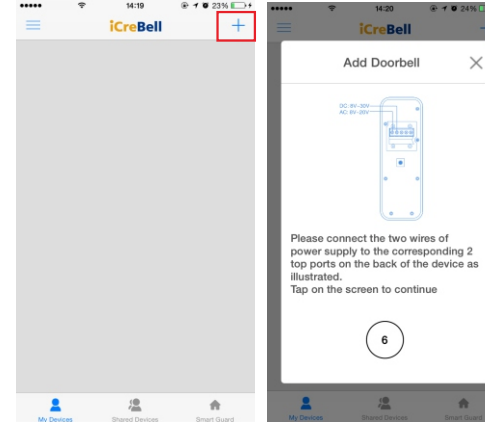 14:19
23%
iCreBell
+
My Devices
Shared Devices
Smart Guard
14:20
24%
iCreBell
Add Doorbell
DC: 8V~32V
AC: 8V~20V
Please connect the two wires of
power supply to the corresponding 2
top ports on the back of the device as
illustrated.
Tap on the screen to continue
6
My Devices
Shared Devices
Smart Guard